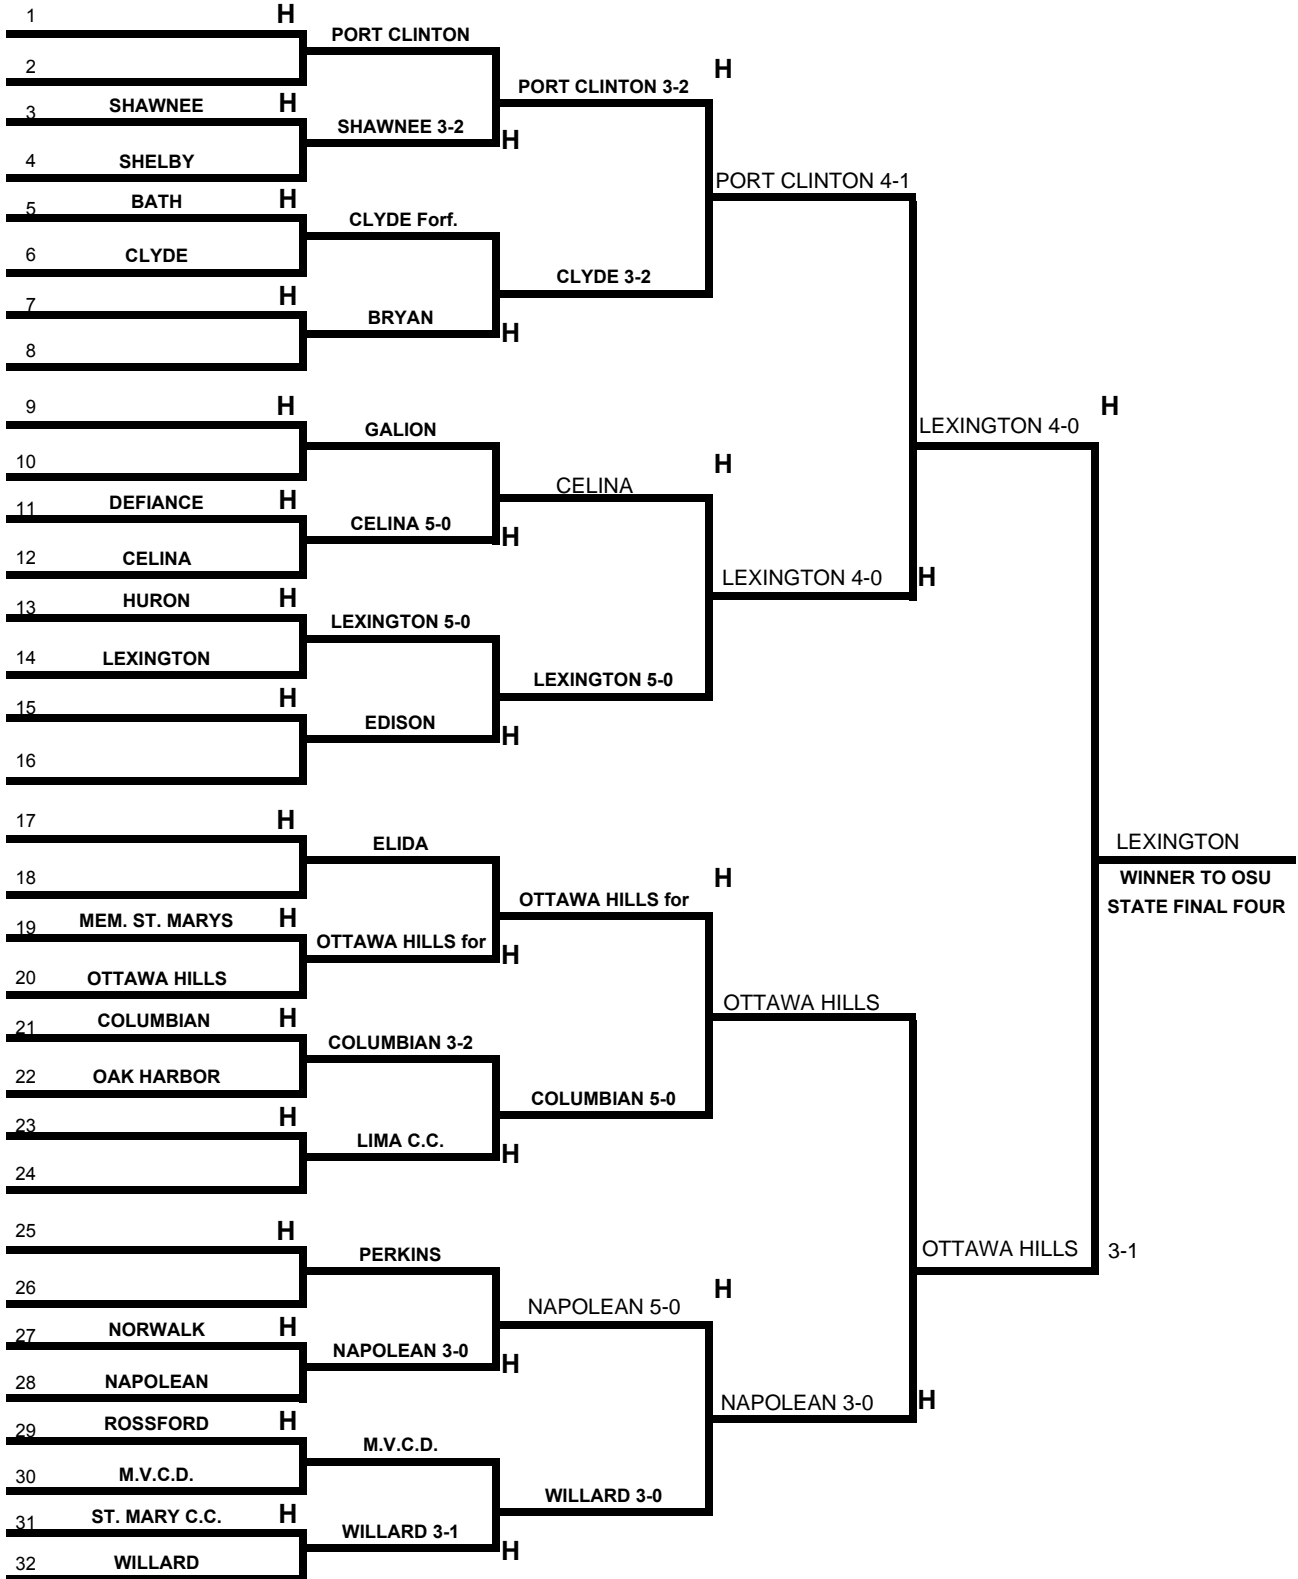 1 H
PORT CLINTON
2
PORT CLINTON 3-2 H
3 SHAWNEE H
SHAWNEE 3-2 H
4 SHELBY
PORT CLINTON 4-1
5 BATH H
CLYDE Forf.
6 CLYDE
CLYDE 3-2
7 H
BRYAN H
8
9 H
LEXINGTON 4-0 H
GALION
10
CELINA H
11 DEFIANCE H
CELINA 5-0 H
12 CELINA
LEXINGTON 4-0 H
13 HURON H
LEXINGTON 5-0
14 LEXINGTON
LEXINGTON 5-0
15 H
EDISON H
16
17 H
ELIDA
LEXINGTON
18
WINNER TO OSU
STATE FINAL FOUR
OTTAWA HILLS for H
19 MEM. ST. MARYS H
OTTAWA HILLS for H
20 OTTAWA HILLS
OTTAWA HILLS
21 COLUMBIAN H
COLUMBIAN 3-2
22 OAK HARBOR
COLUMBIAN 5-0
23 H
LIMA C.C. H
24
25 H
PERKINS
OTTAWA HILLS 3-1
26
NAPOLEAN 5-0 H
27 NORWALK H
NAPOLEAN 3-0 H
28 NAPOLEAN
NAPOLEAN 3-0 H
29 ROSSFORD H
M.V.C.D.
30 M.V.C.D.
WILLARD 3-0
31 ST. MARY C.C. H
WILLARD 3-1 H
32 WILLARD